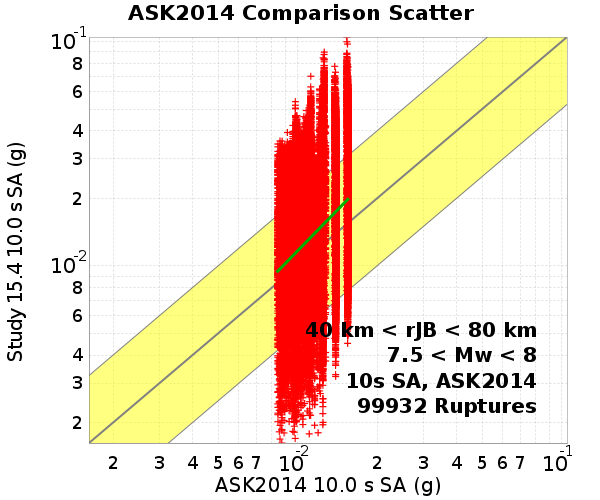 ASK2014 Comparison Scatter
Study 15.4 10.0 s SA (g)
10^-1
8
6
4
3
2
10^-2
8
6
4
3
2
40 km < rJB < 80 km
7.5 < Mw < 8
10s SA, ASK2014
99932 Ruptures
2 3 4 5 6 7 10^-2 2 3 4 5 6 7 10^-1
ASK2014 10.0 s SA (g)